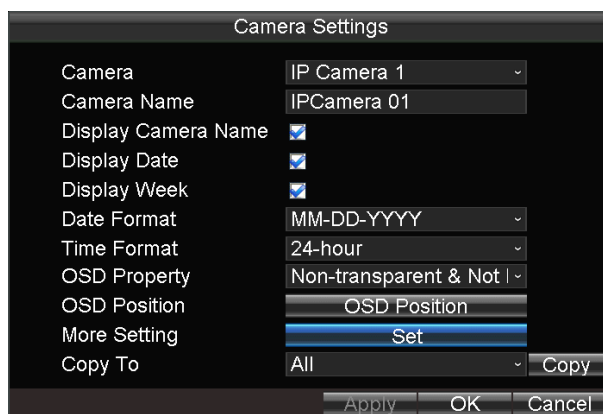 Camera Settings
Camera IP Camera 1
Camera Name IPCamera 01
Display Camera Name
Display Date
Display Week
Date Format MM-DD-YYYY
Time Format 24-hour
OSD Property Non-transparent & Not
OSD Position OSD Position
More Setting Set
Copy To All Copy
Apply OK Cancel